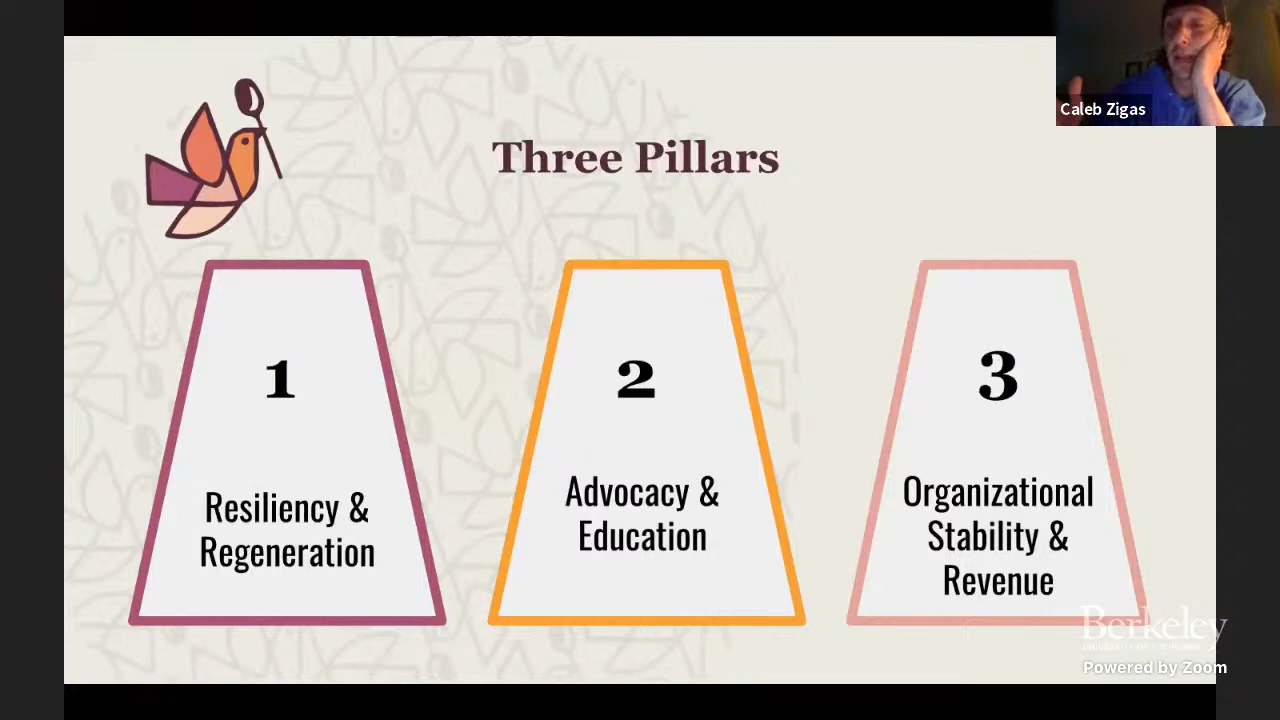 Caleb Zigas
Three Pillars
1
Resiliency &
Regeneration
2
Advocacy &
Education
3
Organizational
Stability &
Revenue
Berkeley
Powered by Zoom